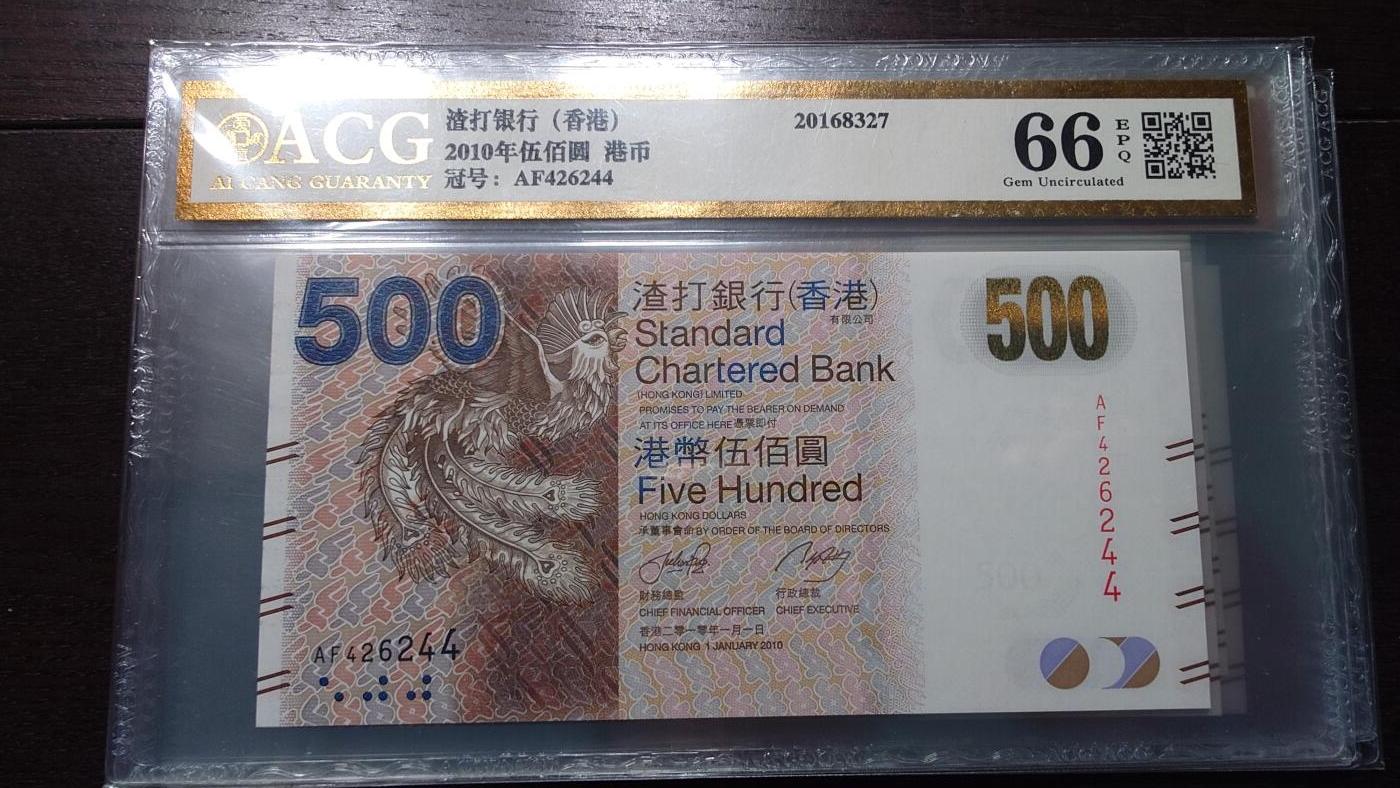 ACG
AI CANG GUARANTY
渣打银行（香港）
2010年伍佰圆 港币
冠号：AF426244
20168327
66
EPQ
Gem Uncirculated
500
渣打銀行(香港)
有限公司
Standard
Chartered Bank
(HONG KONG) LIMITED
PROMISES TO PAY THE BEARER ON DEMAND
AT ITS OFFICE HERE 憑票即付
港幣伍佰圓
Five Hundred
HONG KONG DOLLARS
承董事會命 BY ORDER OF THE BOARD OF DIRECTORS
財務總監 行政總裁
CHIEF FINANCIAL OFFICER CHIEF EXECUTIVE
香港二零一零年一月一日
HONG KONG 1 JANUARY 2010
AF426244
500
AF426244
500
ACG ACG